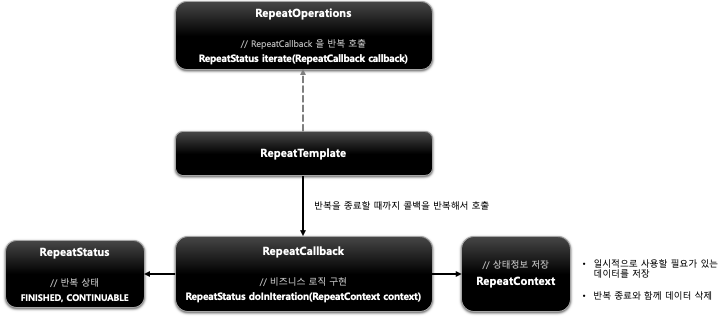 RepeatOperations
// RepeatCallback 을 반복 호출
RepeatStatus iterate(RepeatCallback callback)
RepeatTemplate
반복을 종료할 때까지 콜백을 반복해서 호출
RepeatStatus
// 반복 상태
FINISHED, CONTINUABLE
RepeatCallback
// 비즈니스 로직 구현
RepeatStatus doInIteration(RepeatContext context)
// 상태정보 저장
RepeatContext
• 일시적으로 사용할 필요가 있는
데이터를 저장
• 반복 종료와 함께 데이터 삭제